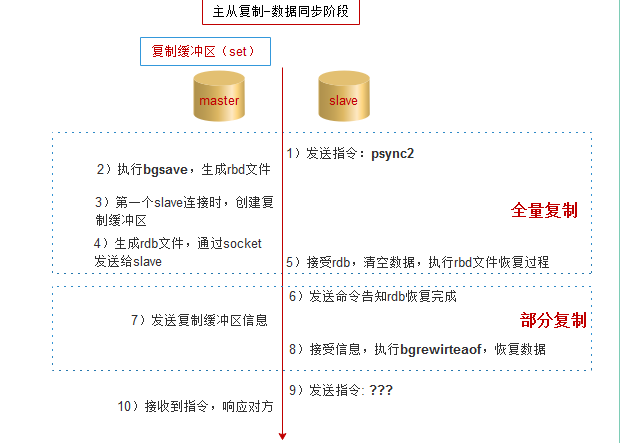 主从复制-数据同步阶段
复制缓冲区（set）
master
slave
1）发送指令：psync2
2）执行bgsave，生成rbd文件
3）第一个slave连接时，创建复
制缓冲区
全量复制
4）生成rdb文件，通过socket
发送给slave
5）接受rdb，清空数据，执行rbd文件恢复过程
6）发送命令告知rdb恢复完成
7）发送复制缓冲区信息
部分复制
8）接受信息，执行bgrewirteaof，恢复数据
9）发送指令: ???
10）接收到指令，响应对方